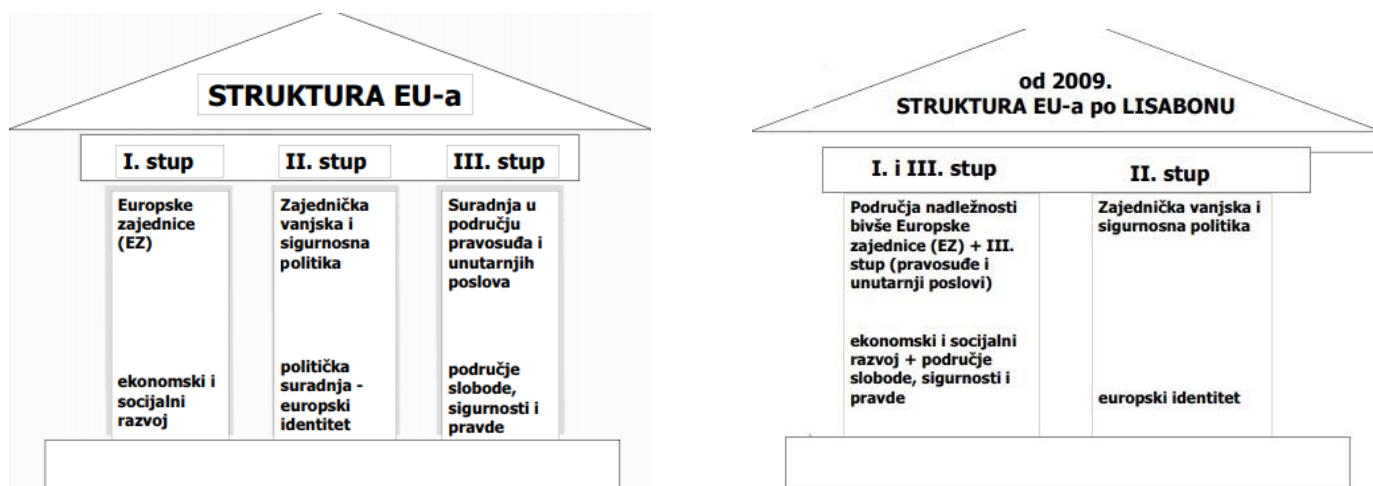 STRUKTURA EU-a
I. stup
II. stup
III. stup
Europske
zajednice
(EZ)
ekonomski i
socijalni
razvoj
Zajednička
vanjska i
sigurnosna
politika
politička
suradnja -
europski
identitet
Suradnja u
području
pravosuđa i
unutarnjih
poslova
područje
slobode,
sigurnosti i
pravde
od 2009.
STRUKTURA EU-a po LISABONU
I. i III. stup
II. stup
Područja nadležnosti
bivše Europske
zajednice (EZ) + III.
stup (pravosuđe i
unutarnji poslovi)
ekonomski i socijalni
razvoj + područje
slobode, sigurnosti i
pravde
Zajednička vanjska i
sigurnosna politika
europski identitet